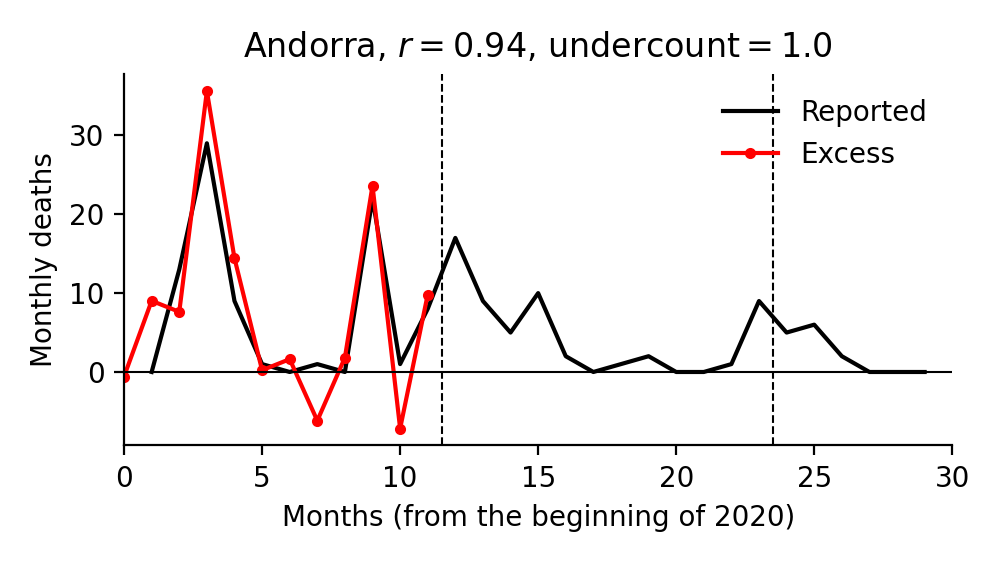 Andorra, r = 0.94, undercount = 1.0
Monthly deaths
30
20
10
0
Reported
Excess
0 5 10 15 20 25 30
Months (from the beginning of 2020)